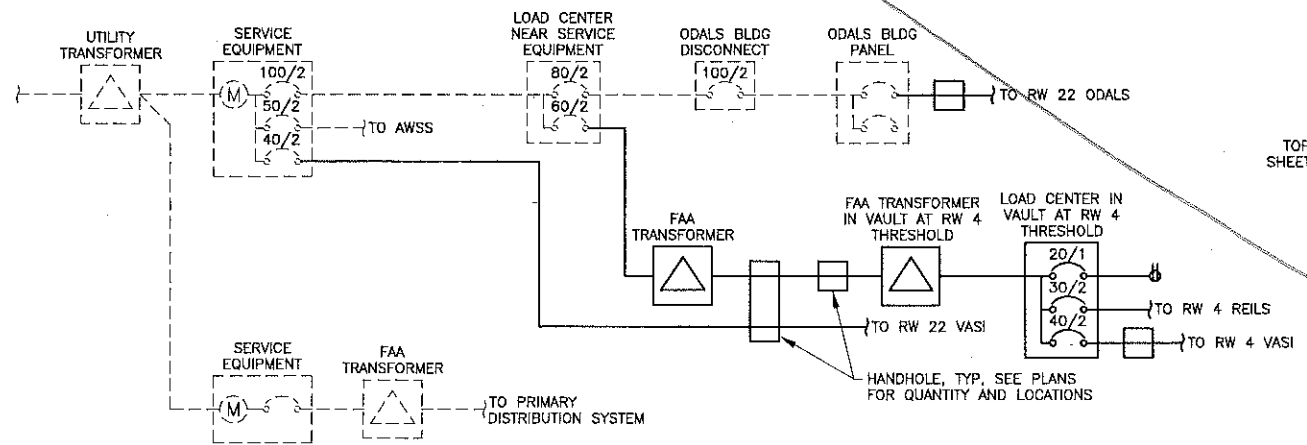 UTILITY
TRANSFORMER
SERVICE
EQUIPMENT
M
100/2
50/2
TO AWSS
40/2
LOAD CENTER
NEAR SERVICE
EQUIPMENT
80/2
60/2
ODALS BLDG
DISCONNECT
100/2
ODALS BLDG
PANEL
TO RW 22 ODALS
FAA
TRANSFORMER
FAA TRANSFORMER
IN VAULT AT RW 4
THRESHOLD
LOAD CENTER IN
VAULT AT RW 4
THRESHOLD
20/1
30/2
TO RW 4 REILS
40/2
TO RW 4 VASI
TO RW 22 VASI
HANDHOLE, TYP, SEE PLANS
FOR QUANTITY AND LOCATIONS
SERVICE
EQUIPMENT
M
FAA
TRANSFORMER
TO PRIMARY
DISTRIBUTION SYSTEM
SHEET